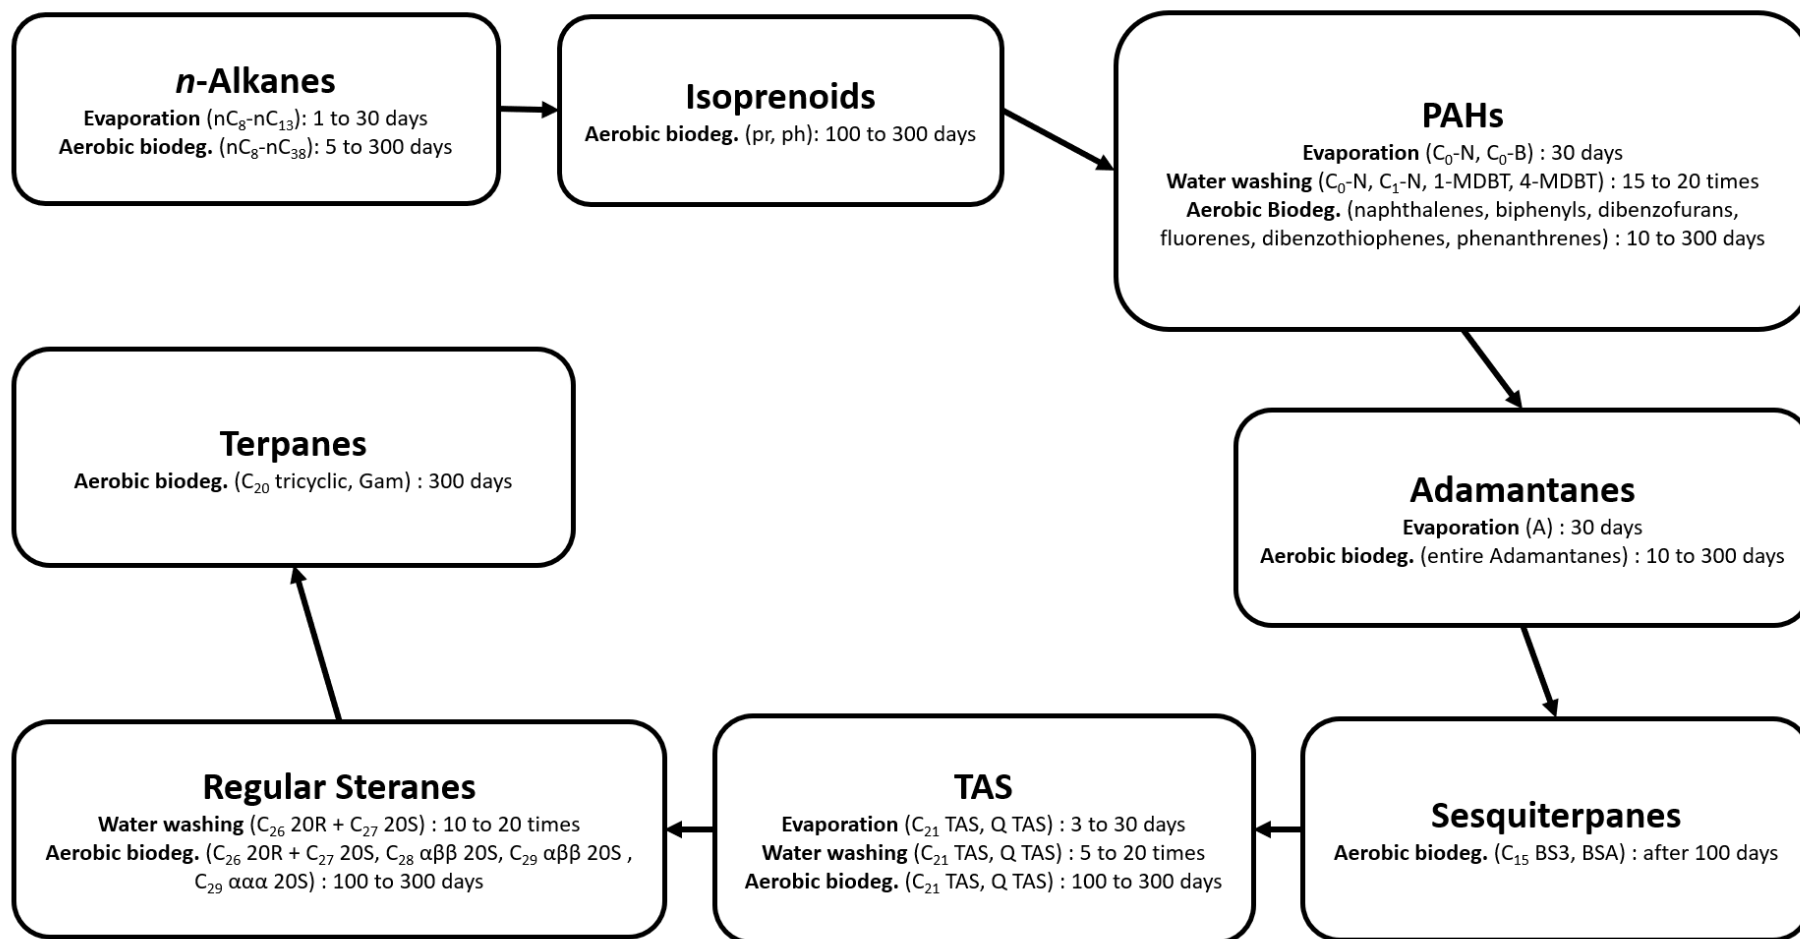 n-Alkanes
Evaporation (nC8-nC13): 1 to 30 days
Aerobic biodeg. (nC8-nC38): 5 to 300 days
Isoprenoids
Aerobic biodeg. (pr, ph): 100 to 300 days
PAHs
Evaporation (C0-N, C0-B) : 30 days
Water washing (C0-N, C1-N, 1-MDBT, 4-MDBT) : 15 to 20 times
Aerobic Biodeg. (naphthalenes, biphenyls, dibenzofurans,
fluorenes, dibenzothiophenes, phenanthrenes) : 10 to 300 days
Adamantanes
Evaporation (A) : 30 days
Aerobic biodeg. (entire Adamantanes) : 10 to 300 days
Sesquiterpanes
Aerobic biodeg. (C15 BS3, BSA) : after 100 days
TAS
Evaporation (C21 TAS, Q TAS) : 3 to 30 days
Water washing (C21 TAS, Q TAS) : 5 to 20 times
Aerobic biodeg. (C21 TAS, Q TAS) : 100 to 300 days
Regular Steranes
Water washing (C26 20R + C27 20S) : 10 to 20 times
Aerobic biodeg. (C26 20R + C27 20S, C28 αββ 20S, C29 αββ 20S ,
C29 ααα 20S) : 100 to 300 days
Terpanes
Aerobic biodeg. (C20 tricyclic, Gam) : 300 days